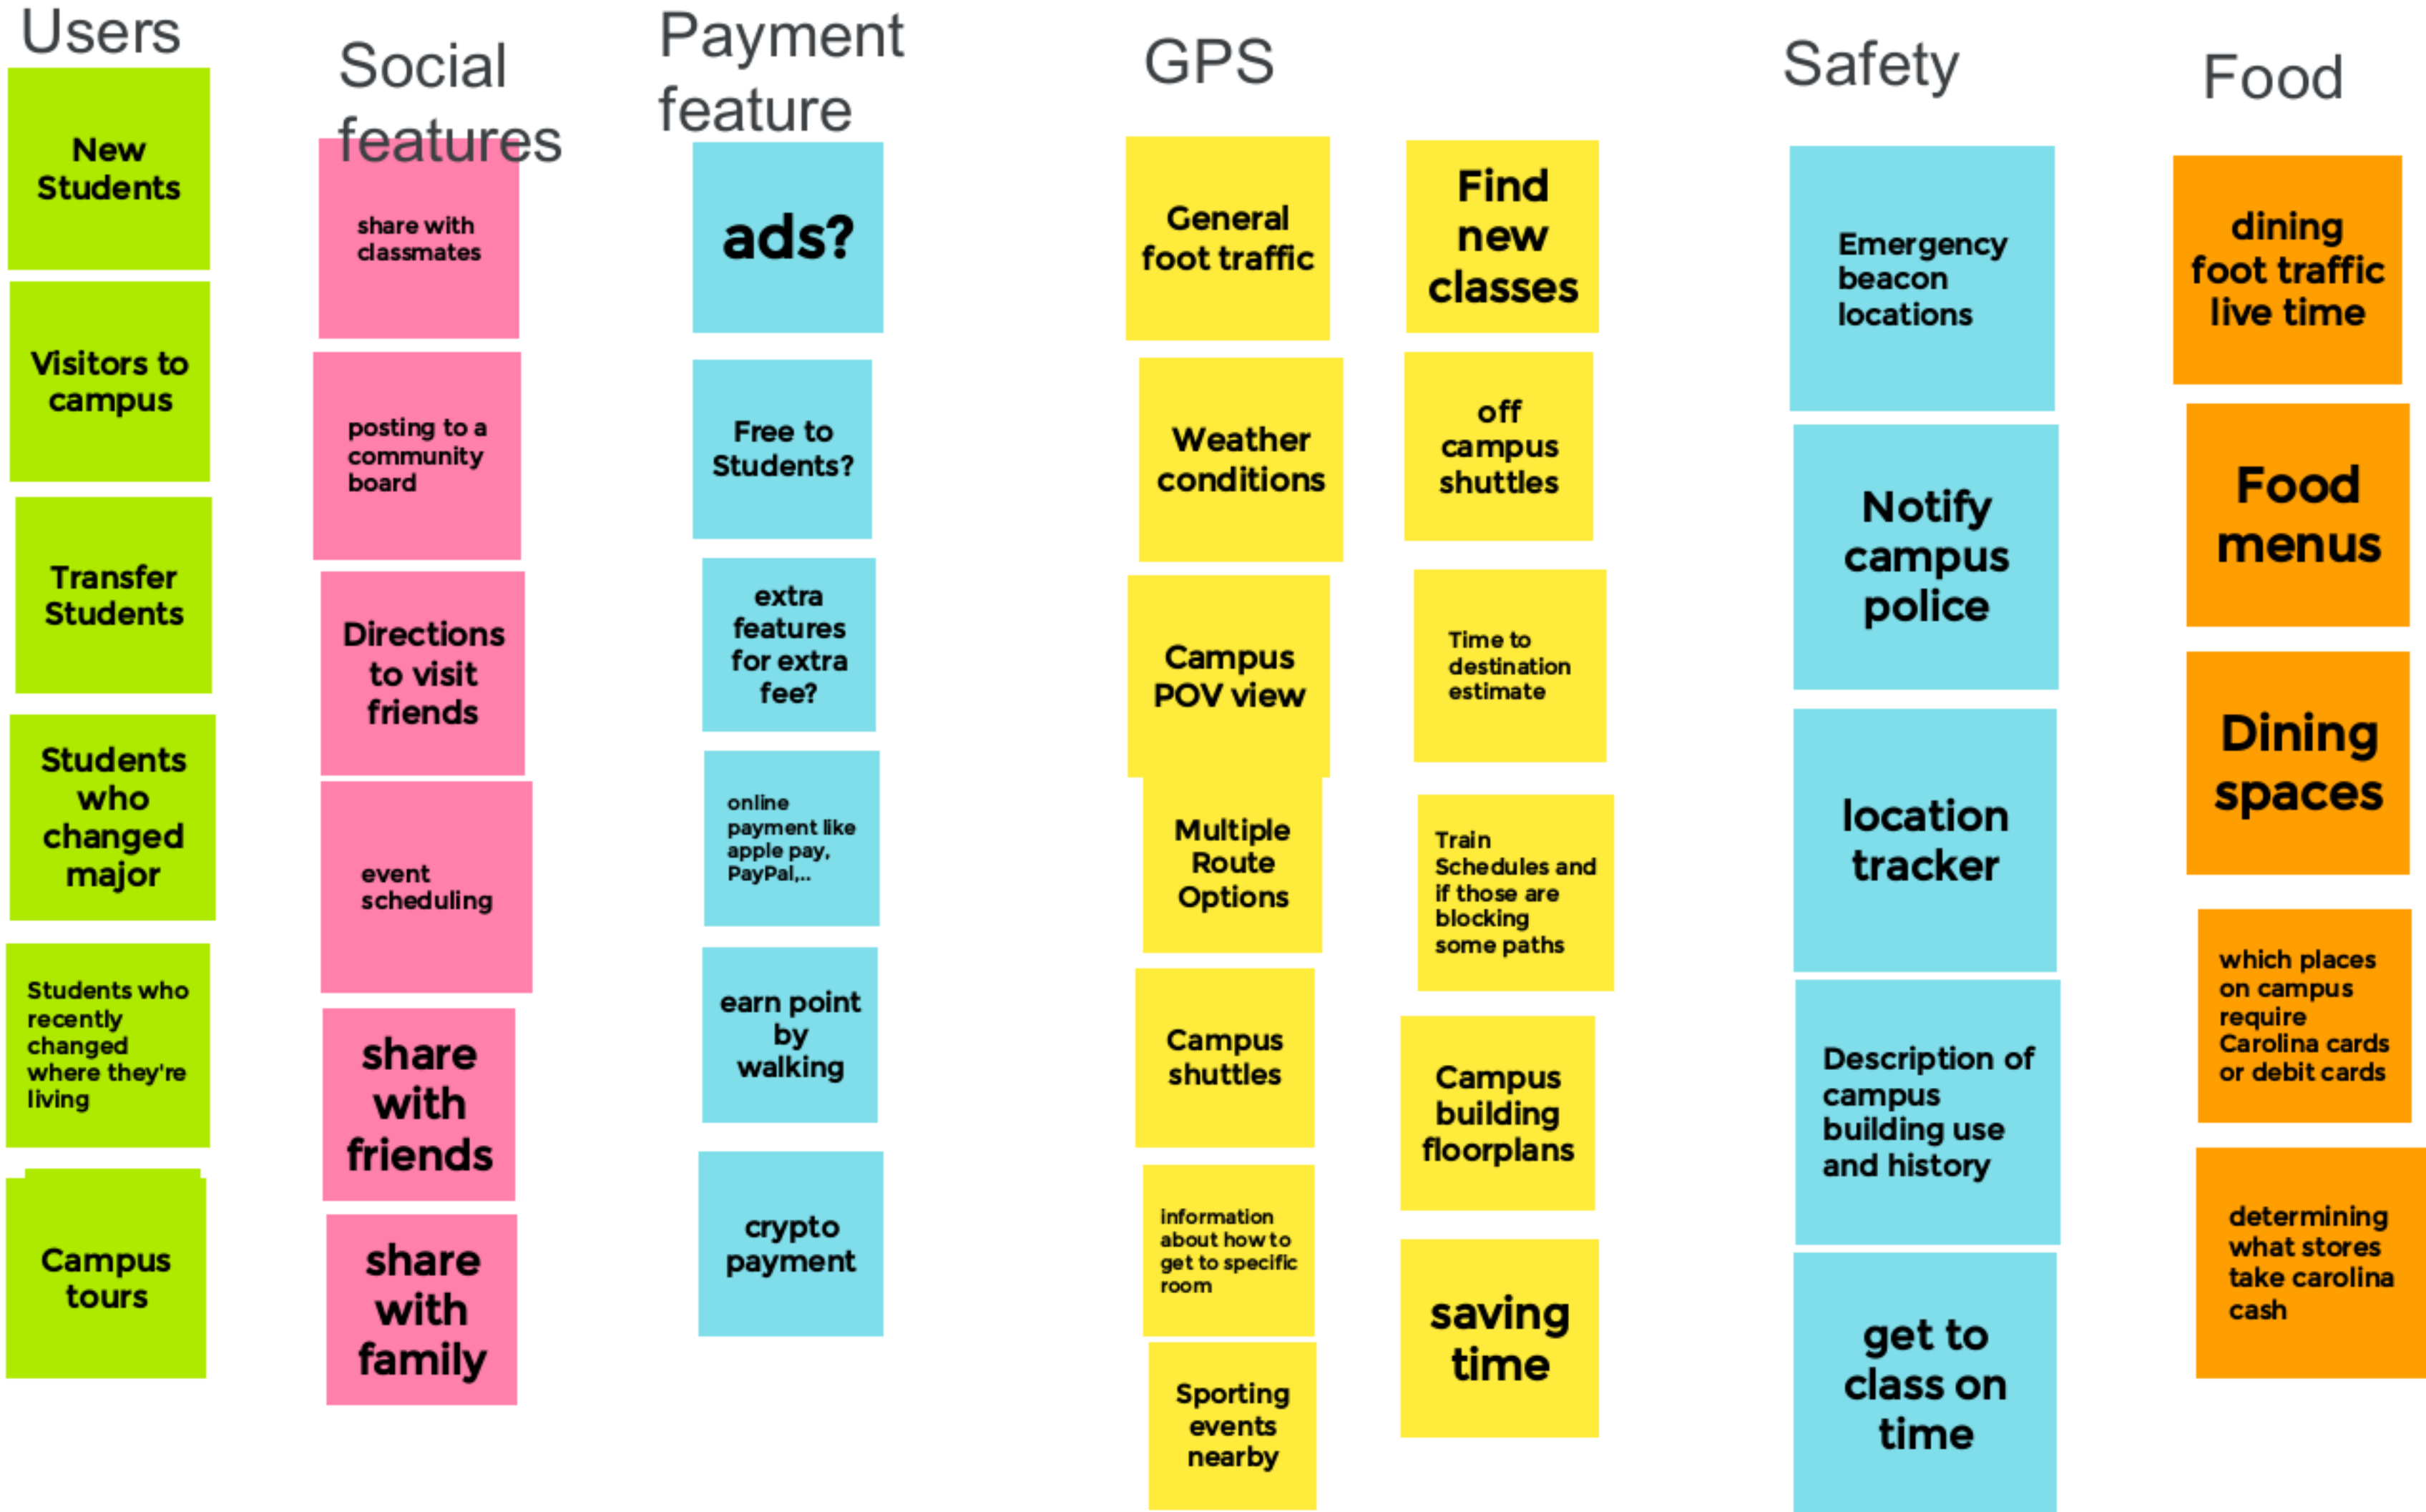 Users
New
Students
Visitors to
campus
Transfer
Students
Students
who
changed
major
Students who
recently
changed
where they're
living
Campus
tours
Social
features
share with
classmates
posting to a
community
board
Directions
to visit
friends
event
scheduling
share
with
friends
share
with
family
Payment
feature
ads?
Free to
Students?
extra
features
for extra
fee?
online
payment like
apple pay,
PayPal,..
earn point
by
walking
crypto
payment
GPS
General
foot traffic
Weather
conditions
Campus
POV view
Multiple
Route
Options
Campus
shuttles
information
about how to
get to specific
room
Sporting
events
nearby
Find
new
classes
off
campus
shuttles
Time to
destination
estimate
Train
Schedules and
if those are
blocking
some paths
Campus
building
floorplans
saving
time
Safety
Emergency
beacon
locations
Notify
campus
police
location
tracker
Description of
campus
building use
and history
get to
class on
time
Food
dining
foot traffic
live time
Food
menus
Dining
spaces
which places
on campus
require
Carolina cards
or debit cards
determining
what stores
take carolina
cash